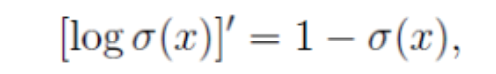 [log σ(x)]′ = 1 − σ(x),